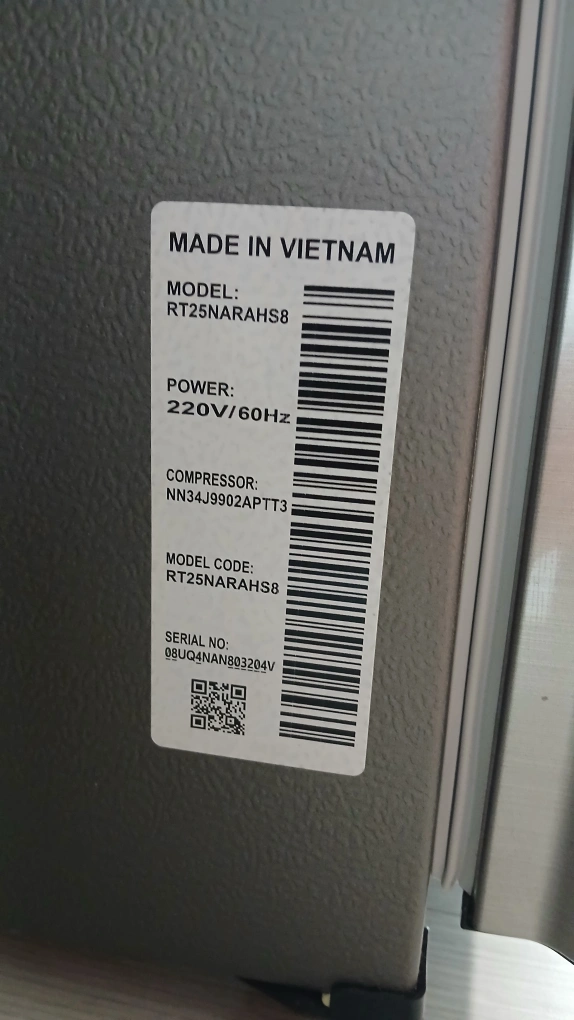 MADE IN VIETNAM
MODEL:
RT25NARAHS8
POWER:
220V/60Hz
COMPRESSOR:
NN34J9902APTT3
MODEL CODE:
RT25NARAHS8
SERIAL NO:
08UQ4NAN803204V